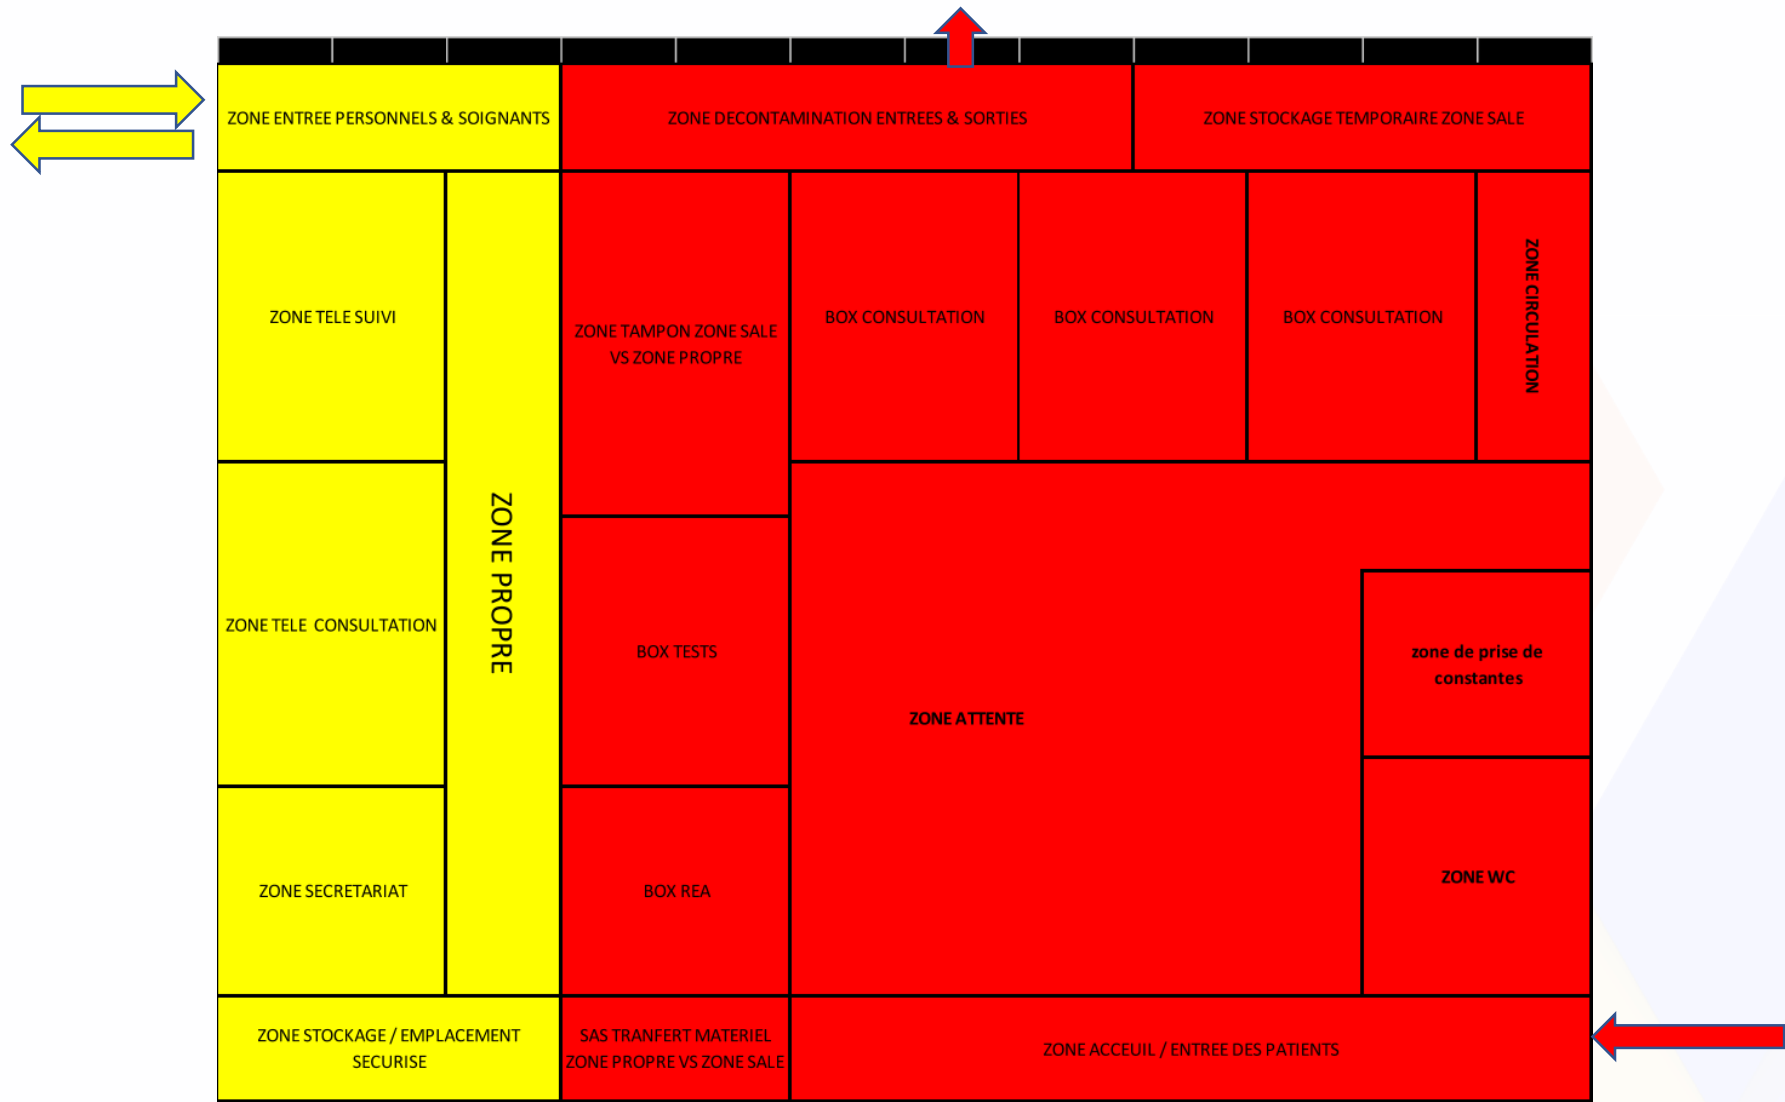 ZONE ENTREE PERSONNELS & SOIGNANTS
ZONE DECONTAMINATION ENTREES & SORTIES
ZONE STOCKAGE TEMPORAIRE ZONE SALE
ZONE TELE SUIVI
ZONE PROPRE
ZONE TAMPON ZONE SALE
VS ZONE PROPRE
BOX CONSULTATION
BOX CONSULTATION
BOX CONSULTATION
ZONE CIRCULATION
ZONE TELE CONSULTATION
BOX TESTS
ZONE ATTENTE
zone de prise de
constantes
ZONE SECRETARIAT
BOX REA
ZONE WC
ZONE STOCKAGE / EMPLACEMENT
SECURISE
SAS TRANFERT MATERIEL
ZONE PROPRE VS ZONE SALE
ZONE ACCEUIL / ENTREE DES PATIENTS